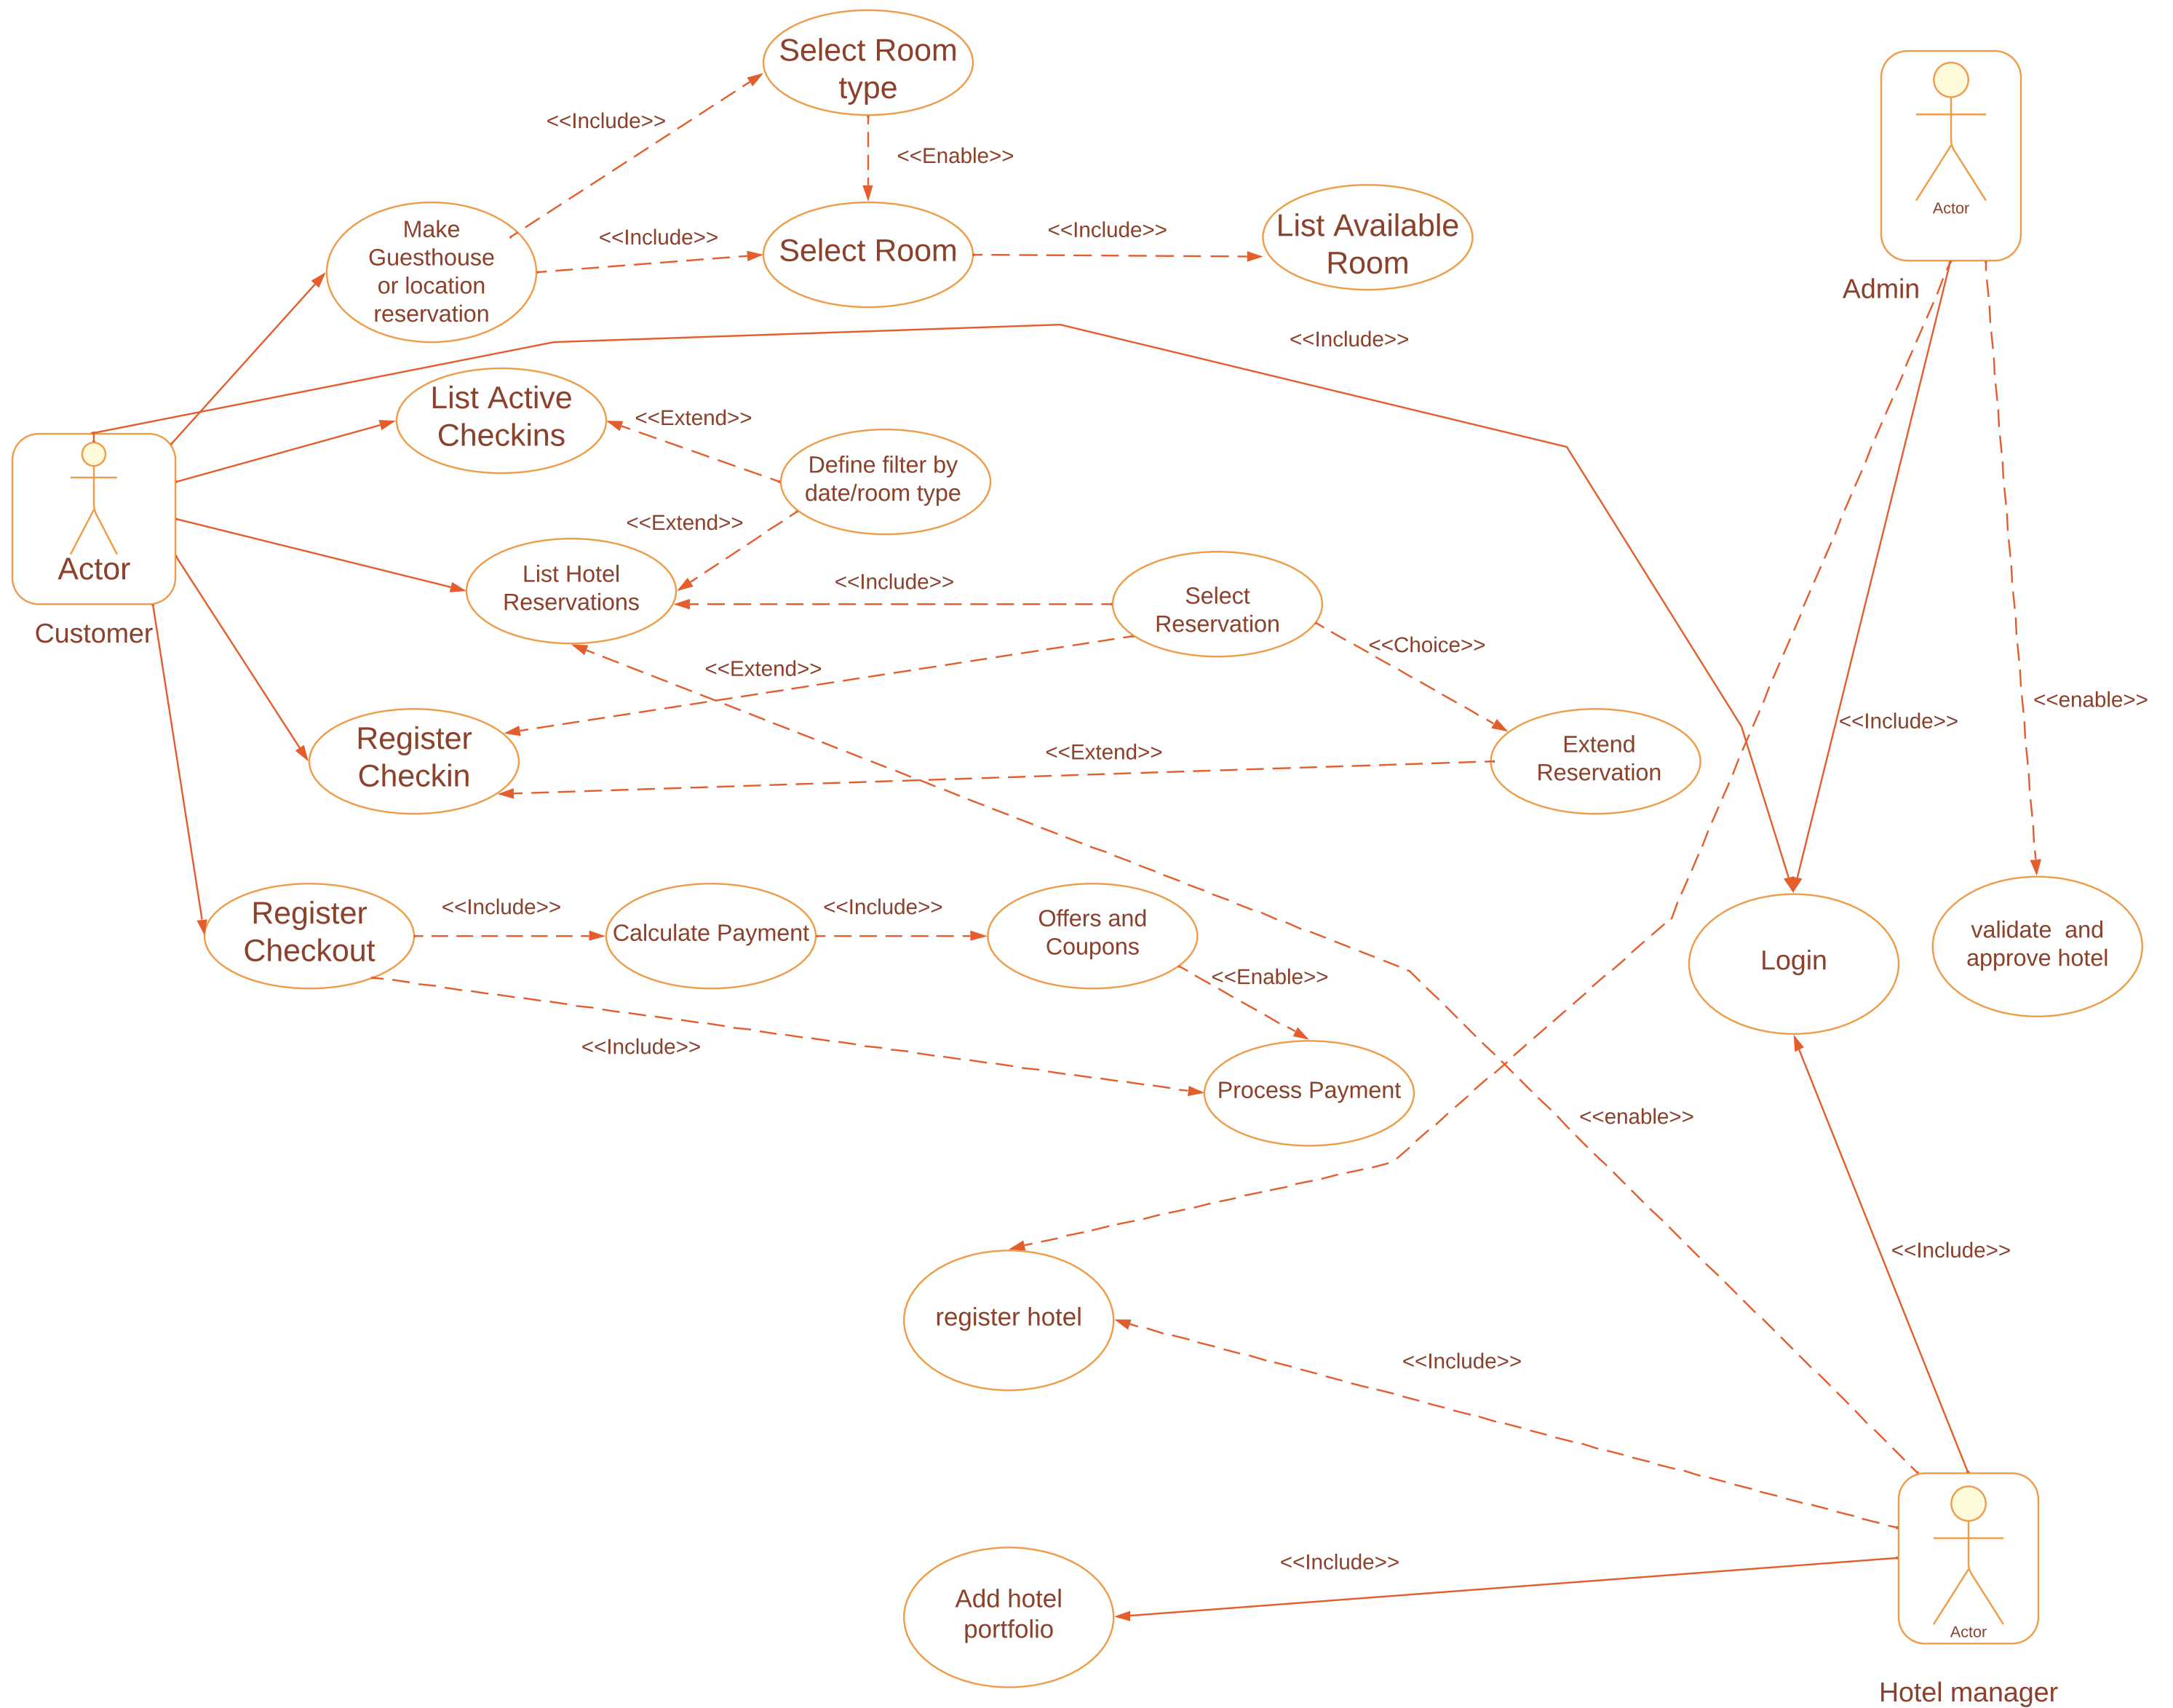 Select Room
type
<<Include>>
<<Enable>>
Actor
Make
Guesthouse
or location
reservation
<<Include>>
Select Room
<<Include>>
List Available
Room
Admin
<<Include>>
List Active
Checkins
<<Extend>>
Define filter by
date/room type
Actor
Customer
<<Extend>>
List Hotel
Reservations
<<Include>>
Select
Reservation
<<Choice>>
<<Extend>>
<<Include>>
<<enable>>
Register
Checkin
<<Extend>>
Extend
Reservation
Register
Checkout
<<Include>>
Calculate Payment
<<Include>>
Offers and
Coupons
<<Enable>>
Login
validate  and
approve hotel
<<Include>>
Process Payment
<<enable>>
<<Include>>
register hotel
<<Include>>
<<Include>>
Add hotel
portfolio
Actor
Hotel manager